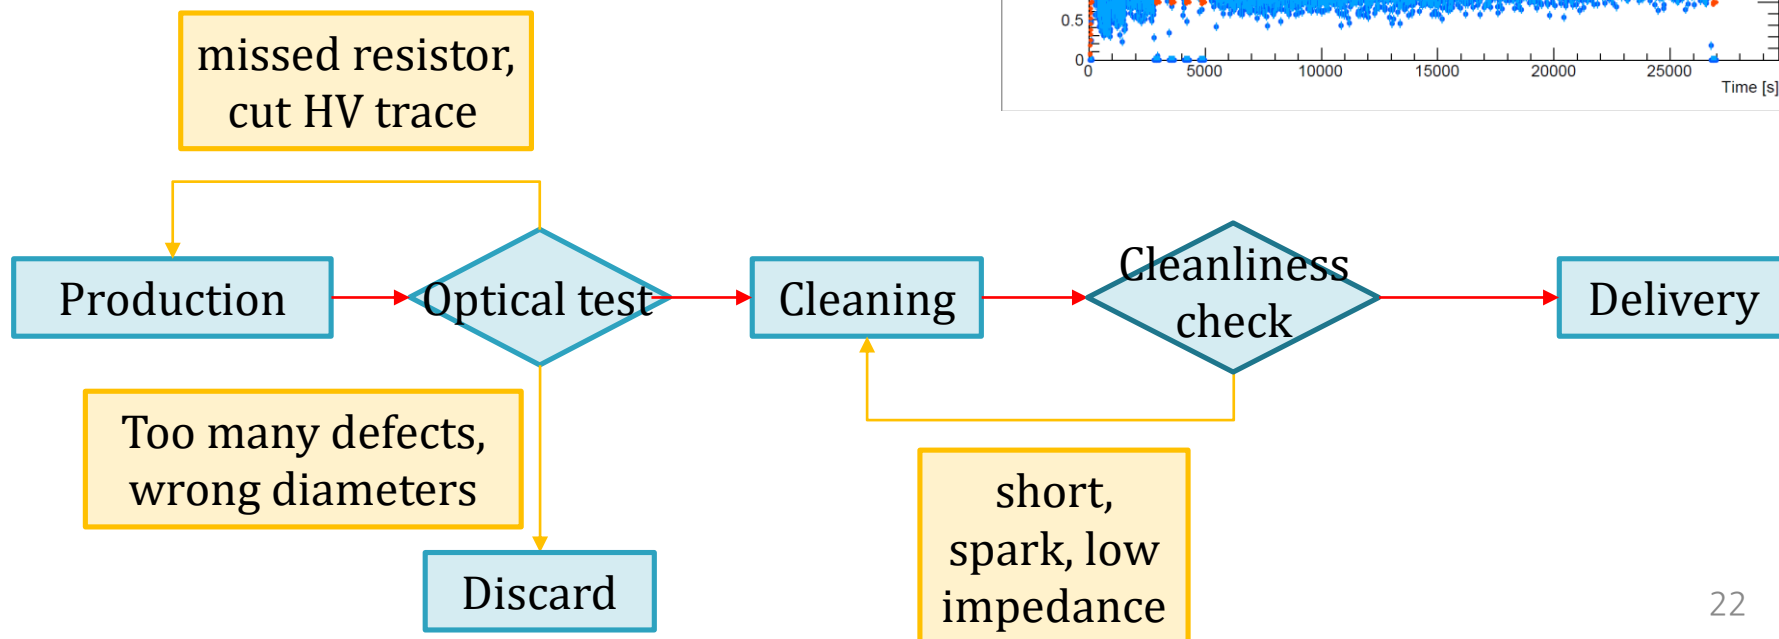 0.5
0
0 5000 10000 15000 20000 25000
Time [s]
missed resistor,
cut HV trace
Production
Optical test
Cleaning
Cleanliness
check
Delivery
Too many defects,
wrong diameters
short,
spark, low
impedance
Discard
22